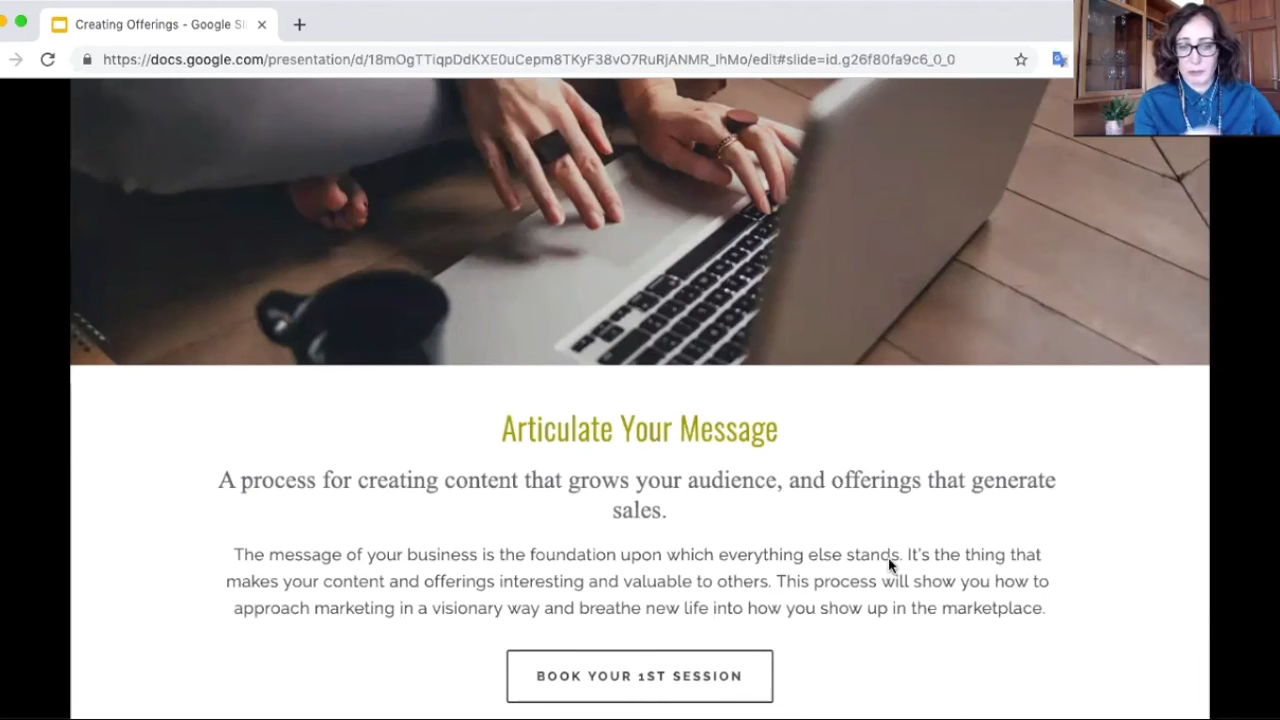 Creating Offerings - Google Sli
https://docs.google.com/presentation/d/18mOgTTiqpDdKXE0uCepm8TKyF38vO7RuRjANMR_IhMo/edit#slide=id.g26f80fa9c6_0_0
Articulate Your Message
A process for creating content that grows your audience, and offerings that generate
sales.
The message of your business is the foundation upon which everything else stands. It's the thing that
makes your content and offerings interesting and valuable to others. This process will show you how to
approach marketing in a visionary way and breathe new life into how you show up in the marketplace.
BOOK YOUR 1ST SESSION